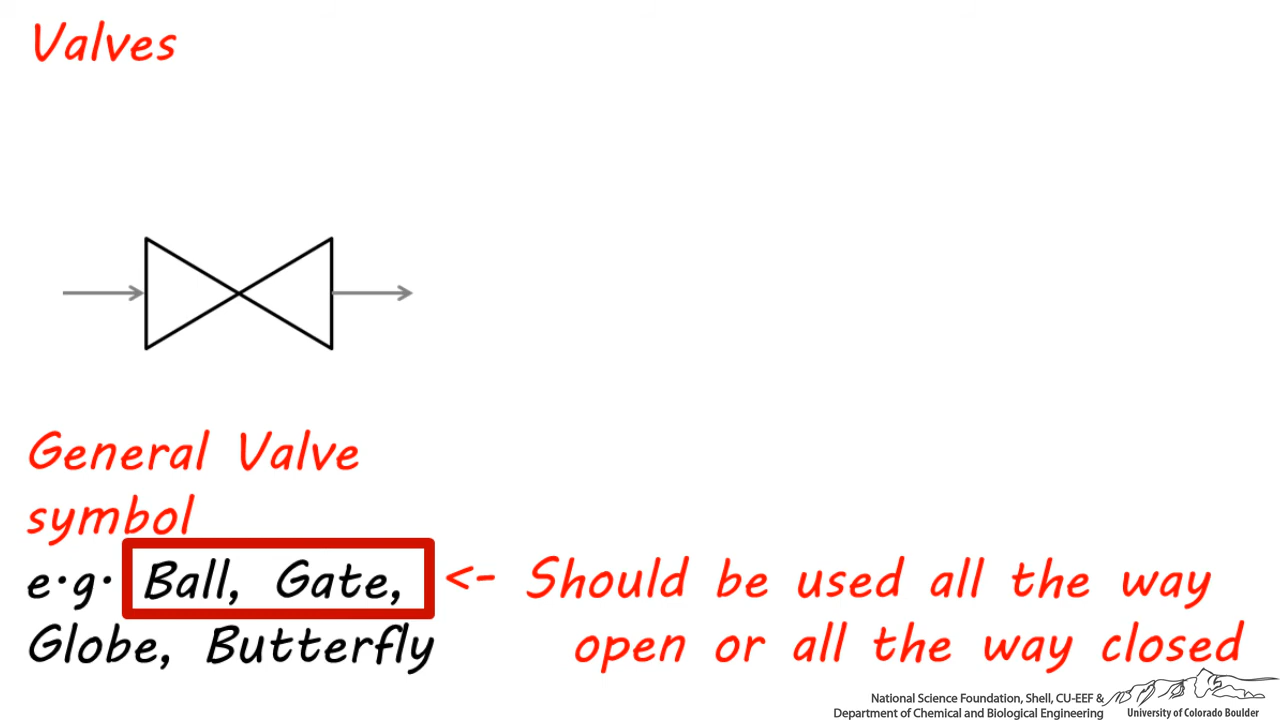 Valves
General Valve
symbol
e.g. Ball, Gate, <- Should be used all the way
Globe, Butterfly open or all the way closed
National Science Foundation, Shell, CU-EEF &
Department of Chemical and Biological Engineering
University of Colorado Boulder